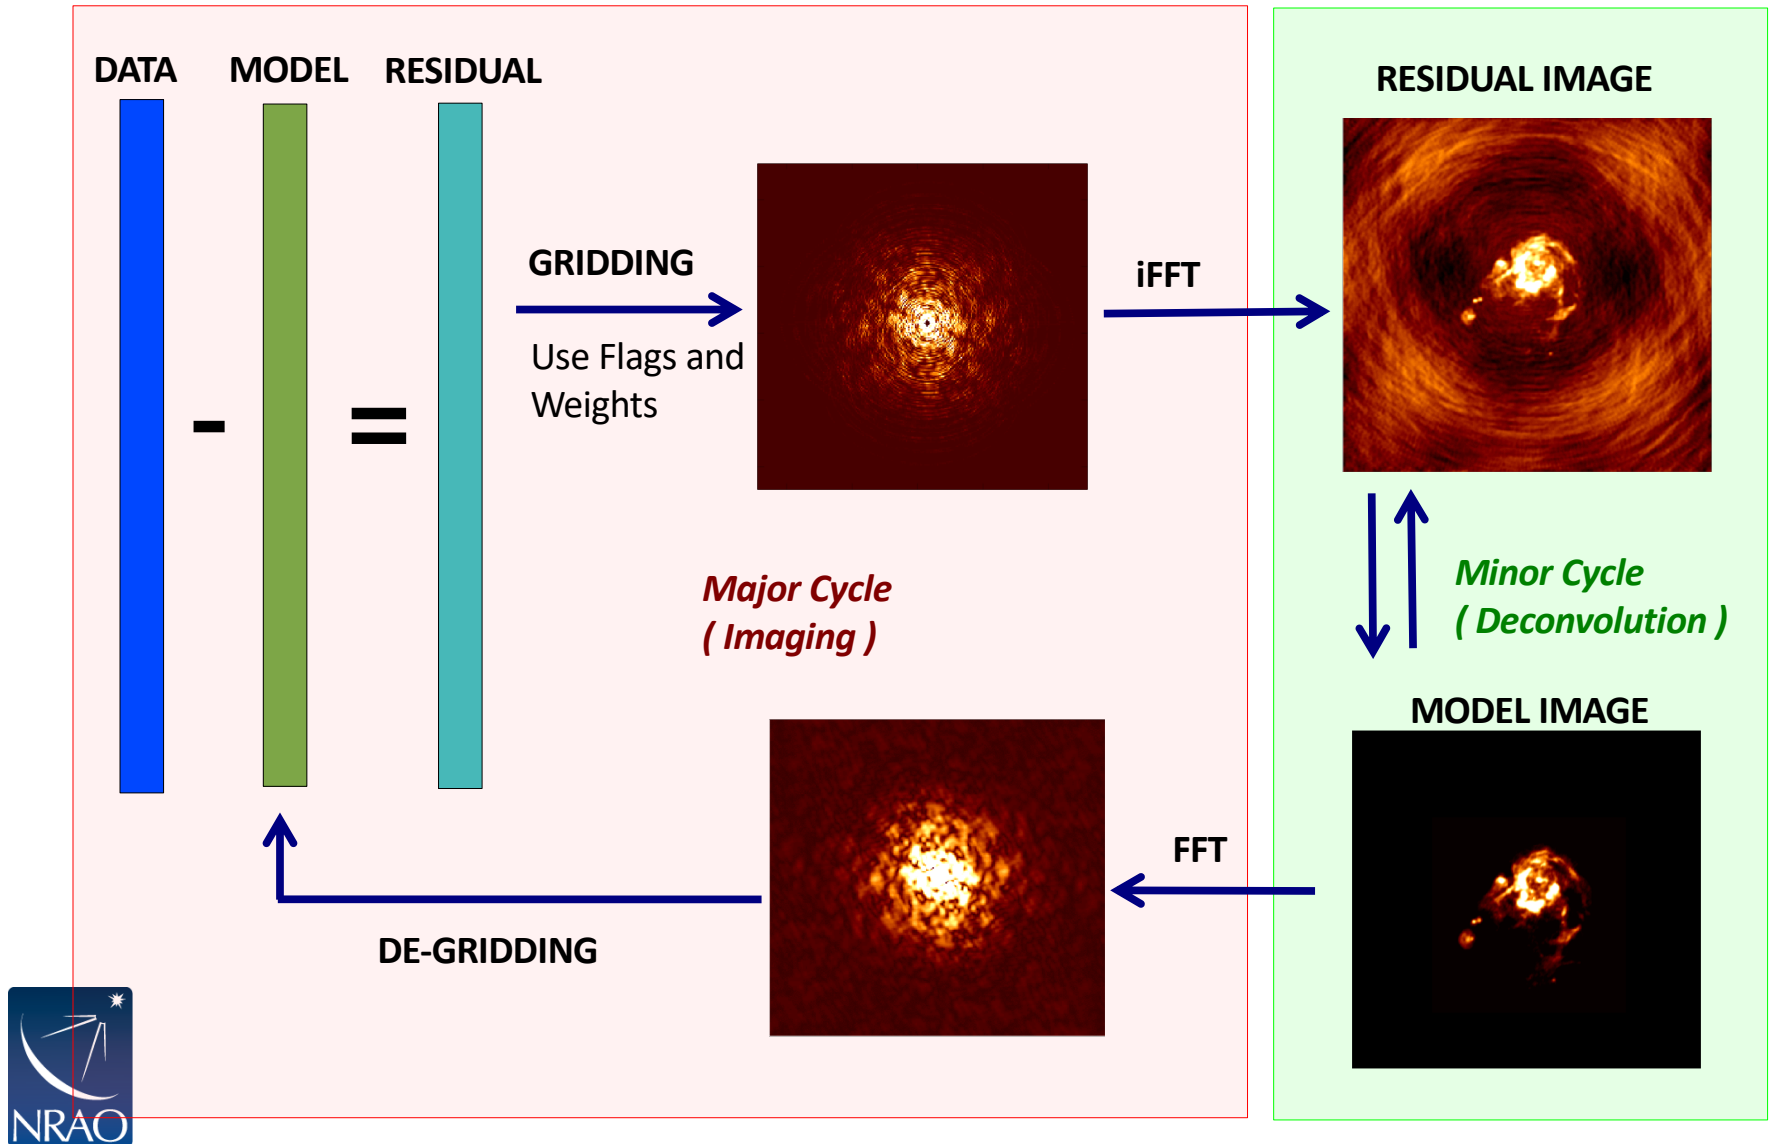 DATA
MODEL
RESIDUAL
RESIDUAL IMAGE
-
=
GRIDDING
Use Flags and
Weights
iFFT
Major Cycle
( Imaging )
Minor Cycle
( Deconvolution )
MODEL IMAGE
FFT
DE-GRIDDING
NRAO